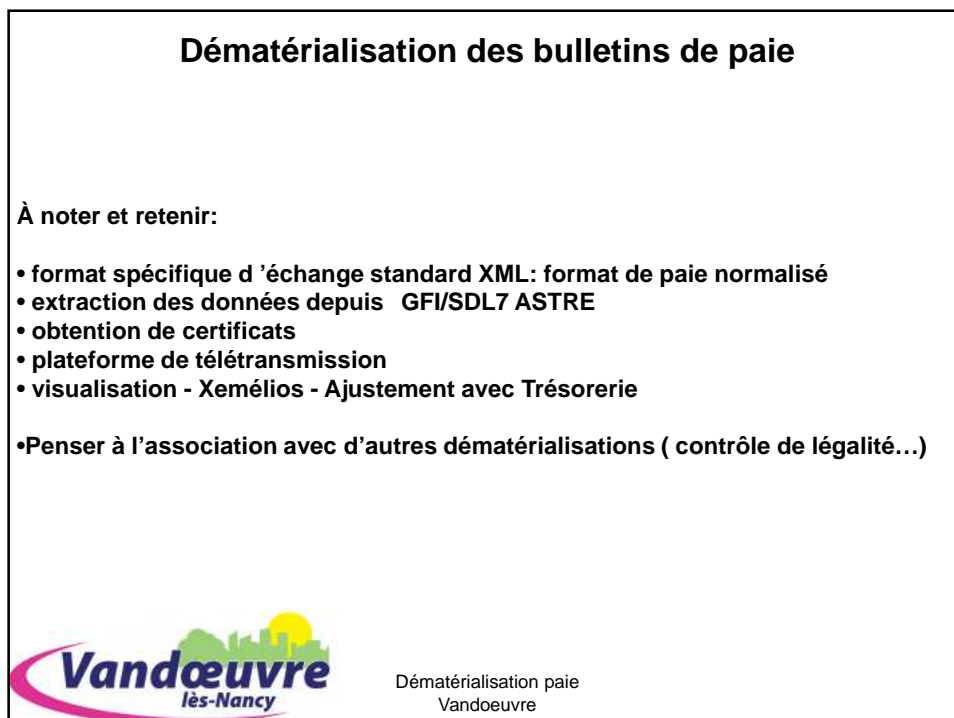 Dématérialisation des bulletins de paie
À noter et retenir:
• format spécifique d ’échange standard XML: format de paie normalisé
• extraction des données depuis GFI/SDL7 ASTRE
• obtention de certificats
• plateforme de télétransmission
• visualisation - Xemélios - Ajustement avec Trésorerie
•Penser à l’association avec d’autres dématérialisations ( contrôle de légalité…)
Vandœuvre
lès-Nancy
Dématérialisation paie
Vandoeuvre